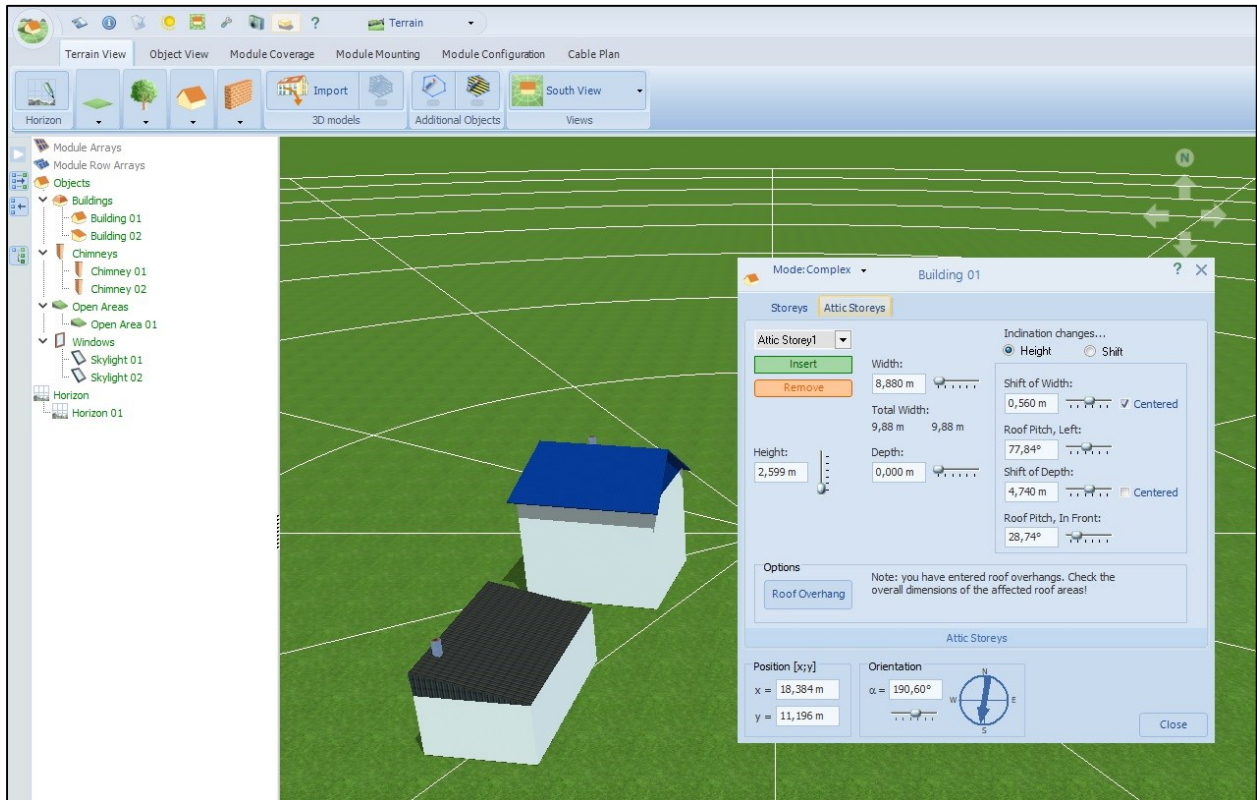 ? Terrain
Terrain View Object View Module Coverage Module Mounting Module Configuration Cable Plan
Import South View
Horizon 3D models Additional Objects Views
Module Arrays
Module Row Arrays
Objects
Buildings
Building 01
Building 02
Chimneys
Chimney 01
Chimney 02
Open Areas
Open Area 01
Windows
Skylight 01
Skylight 02
Horizon
Horizon 01
N
Mode:Complex Building 01 ?
Storeys Attic Storeys
Attic Storey1
Insert
Remove
Height:
2,599 m
Width:
8,880 m
Total Width:
9,88 m 9,88 m
Depth:
0,000 m
Inclination changes...
Height Shift
Shift of Width:
0,560 m Centered
Roof Pitch, Left:
77,84°
Shift of Depth:
4,740 m Centered
Roof Pitch, In Front:
28,74°
Options
Roof Overhang
Note: you have entered roof overhangs. Check the
overall dimensions of the affected roof areas!
Attic Storeys
Position [x;y]
x = 18,384 m
y = 11,196 m
Orientation
α = 190,60°
N
W E
S
Close